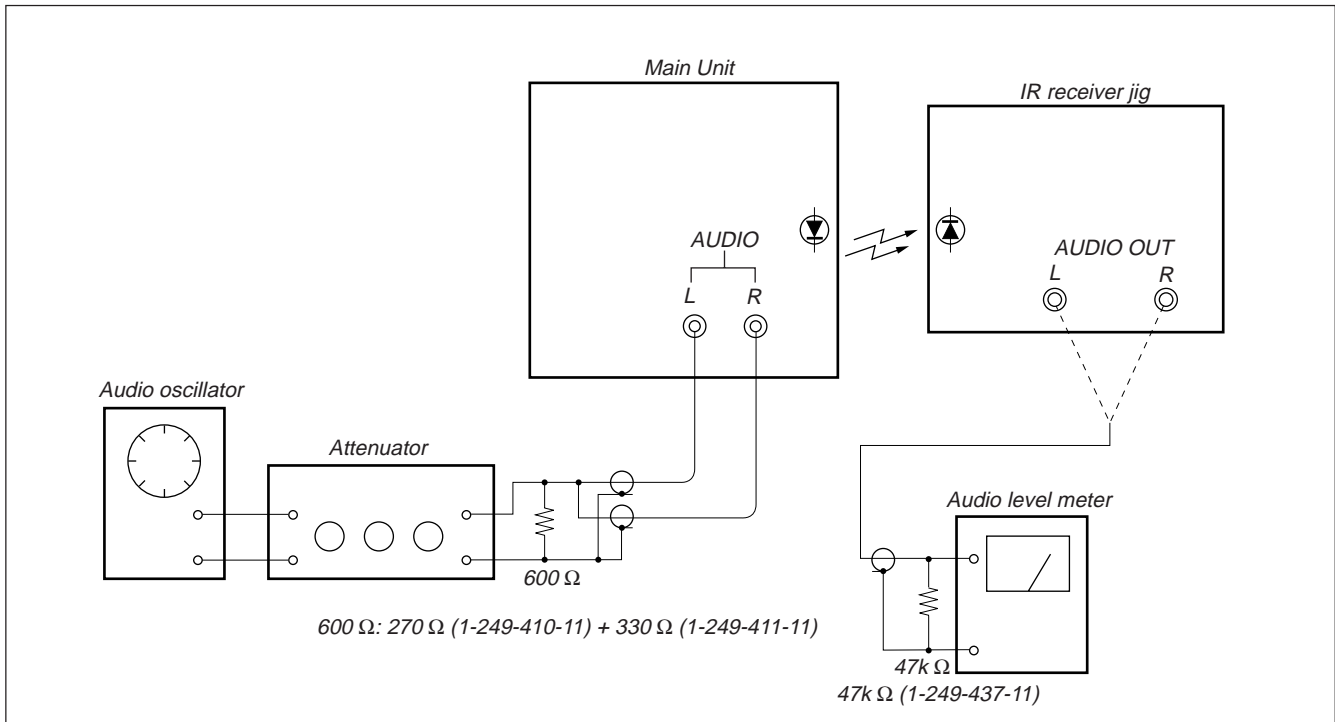 Main Unit
IR receiver jig
AUDIO
L R
AUDIO OUT
L R
Audio oscillator
Attenuator
Audio level meter
600 Ω
600 Ω: 270 Ω (1-249-410-11) + 330 Ω (1-249-411-11)
47k Ω
47k Ω (1-249-437-11)